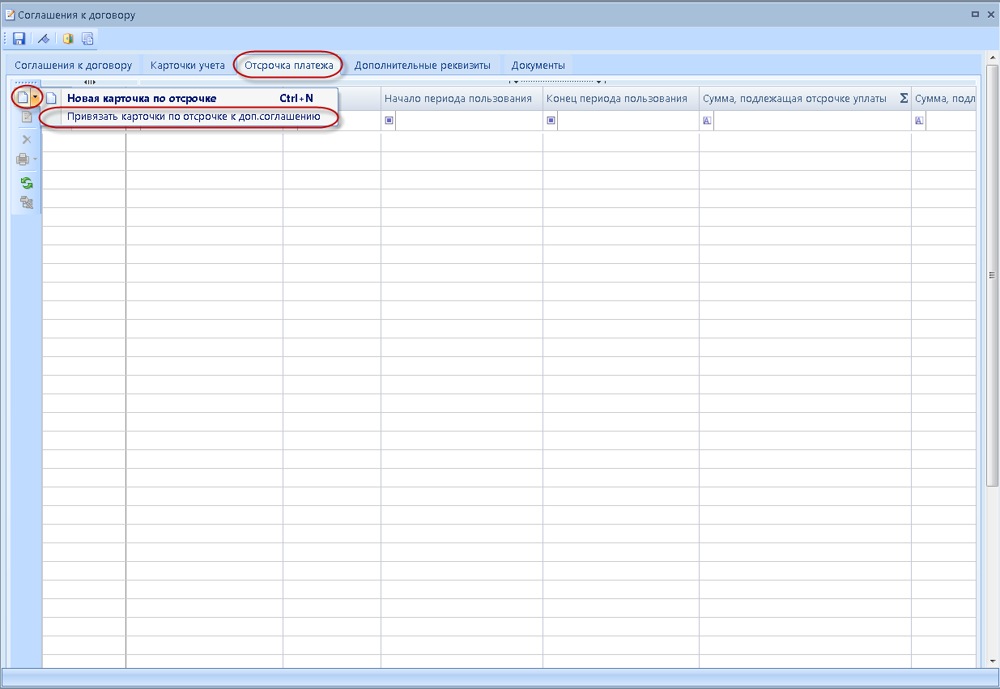 Соглашения к договору
Соглашения к договору Карточки учета Отсрочка платежа Дополнительные реквизиты Документы
Новая карточка по отсрочке Ctrl+N
Привязать карточки по отсрочке к доп.соглашению
Начало периода пользования Конец периода пользования Сумма, подлежащая отсрочке уплаты Σ Сумма, подл